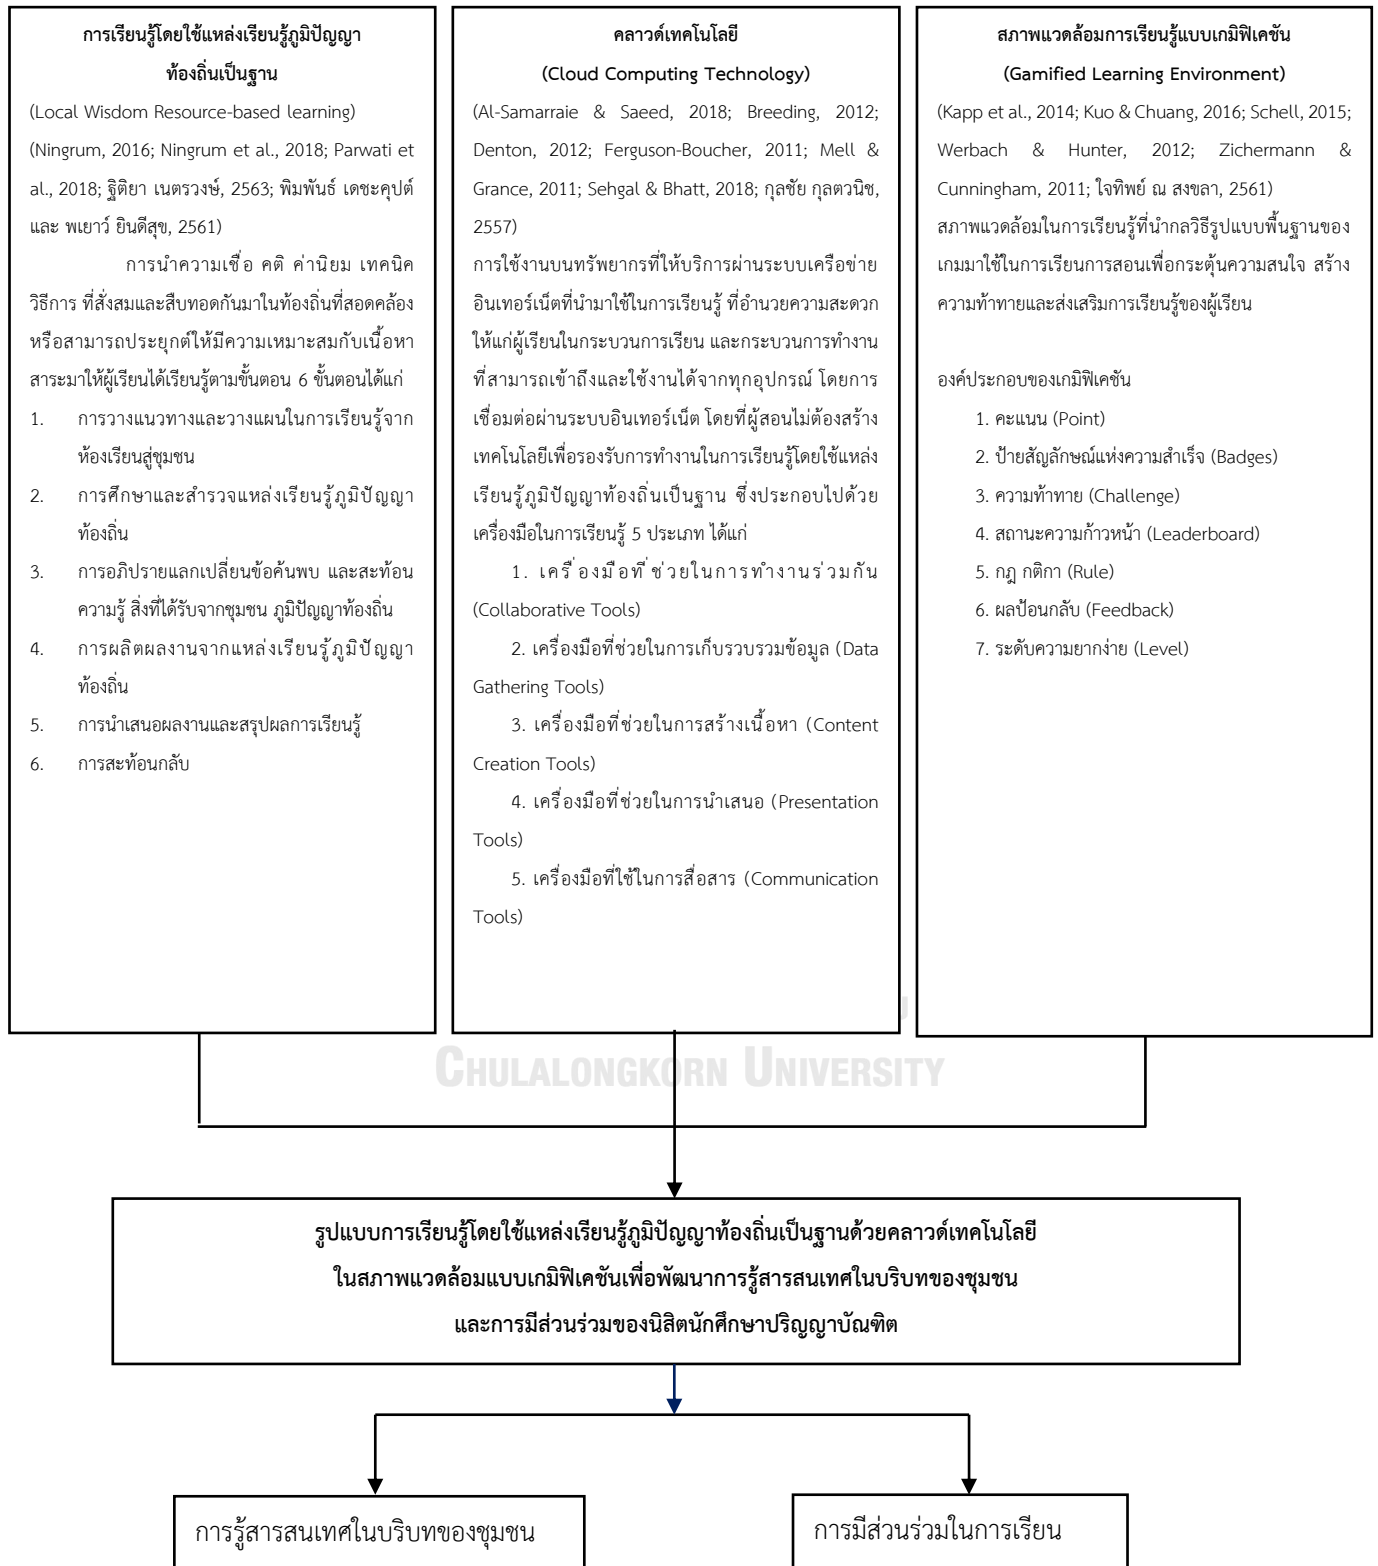 การเรียนรู้โดยใช้แหล่งเรียนรู้ภูมิปัญญา
ท้องถิ่นเป็นฐาน
(Local Wisdom Resource-based learning)
(Ningrum, 2016; Ningrum et al., 2018; Parwati et
al., 2018; ฐิติยา เนตรวงษ์, 2563; พิมพันธ์ เดชะคุปต์
และ พเยาว์ ยินดีสุข, 2561)
การนำความเชื่อ คติ ค่านิยม เทคนิค
วิธีการ ที่สั่งสมและสืบทอดกันมาในท้องถิ่นที่สอดคล้อง
หรือสามารถประยุกต์ให้มีความเหมาะสมกับเนื้อหา
สาระมาให้ผู้เรียนได้เรียนรู้ตามขั้นตอน 6 ขั้นตอนได้แก่
1. การวางแนวทางและวางแผนในการเรียนรู้จาก
ห้องเรียนสู่ชุมชน
2. การศึกษาและสำรวจแหล่งเรียนรู้ภูมิปัญญา
ท้องถิ่น
3. การอภิปรายแลกเปลี่ยนข้อค้นพบ และสะท้อน
ความรู้ สิ่งที่ได้รับจากชุมชน ภูมิปัญญาท้องถิ่น
4. การผลิตผลงานจากแหล่งเรียนรู้ภูมิปัญญา
ท้องถิ่น
5. การนำเสนอผลงานและสรุปผลการเรียนรู้
6. การสะท้อนกลับ
คลาวด์เทคโนโลยี
(Cloud Computing Technology)
(Al-Samarraie & Saeed, 2018; Breeding, 2012;
Denton, 2012; Ferguson-Boucher, 2011; Mell &
Grance, 2011; Sehgal & Bhatt, 2018; กุลชัย กุลตวนิช,
2557)
การใช้งานบนทรัพยากรที่ให้บริการผ่านระบบเครือข่าย
อินเทอร์เน็ตที่นำมาใช้ในการเรียนรู้ ที่อำนวยความสะดวก
ให้แก่ผู้เรียนในกระบวนการเรียน และกระบวนการทำงาน
ที่สามารถเข้าถึงและใช้งานได้จากทุกอุปกรณ์ โดยการ
เชื่อมต่อผ่านระบบอินเทอร์เน็ต โดยที่ผู้สอนไม่ต้องสร้าง
เทคโนโลยีเพื่อรองรับการทำงานในการเรียนรู้โดยใช้แหล่ง
เรียนรู้ภูมิปัญญาท้องถิ่นเป็นฐาน ซึ่งประกอบไปด้วย
เครื่องมือในการเรียนรู้ 5 ประเภท ได้แก่
1. เครื่องมือที่ช่วยในการทำงานร่วมกัน
(Collaborative Tools)
2. เครื่องมือที่ช่วยในการเก็บรวบรวมข้อมูล (Data
Gathering Tools)
3. เครื่องมือที่ช่วยในการสร้างเนื้อหา (Content
Creation Tools)
4. เครื่องมือที่ช่วยในการนำเสนอ (Presentation
Tools)
5. เครื่องมือที่ใช้ในการสื่อสาร (Communication
Tools)
สภาพแวดล้อมการเรียนรู้แบบเกมิฟิเคชัน
(Gamified Learning Environment)
(Kapp et al., 2014; Kuo & Chuang, 2016; Schell, 2015;
Werbach & Hunter, 2012; Zichermann &
Cunningham, 2011; ใจทิพย์ ณ สงขลา, 2561)
สภาพแวดล้อมในการเรียนรู้ที่นำกลวิธีรูปแบบพื้นฐานของ
เกมมาใช้ในการเรียนการสอนเพื่อกระตุ้นความสนใจ สร้าง
ความท้าทายและส่งเสริมการเรียนรู้ของผู้เรียน
องค์ประกอบของเกมิฟิเคชัน
1. คะแนน (Point)
2. ป้ายสัญลักษณ์แห่งความสำเร็จ (Badges)
3. ความท้าทาย (Challenge)
4. สถานะความก้าวหน้า (Leaderboard)
5. กฎ กติกา (Rule)
6. ผลป้อนกลับ (Feedback)
7. ระดับความยากง่าย (Level)
CHULALONGKORN UNIVERSITY
รูปแบบการเรียนรู้โดยใช้แหล่งเรียนรู้ภูมิปัญญาท้องถิ่นเป็นฐานด้วยคลาวด์เทคโนโลยี
ในสภาพแวดล้อมแบบเกมิฟิเคชันเพื่อพัฒนาการรู้สารสนเทศในบริบทของชุมชน
และการมีส่วนร่วมของนิสิตนักศึกษาปริญญาบัณฑิต
การรู้สารสนเทศในบริบทของชุมชน
การมีส่วนร่วมในการเรียน